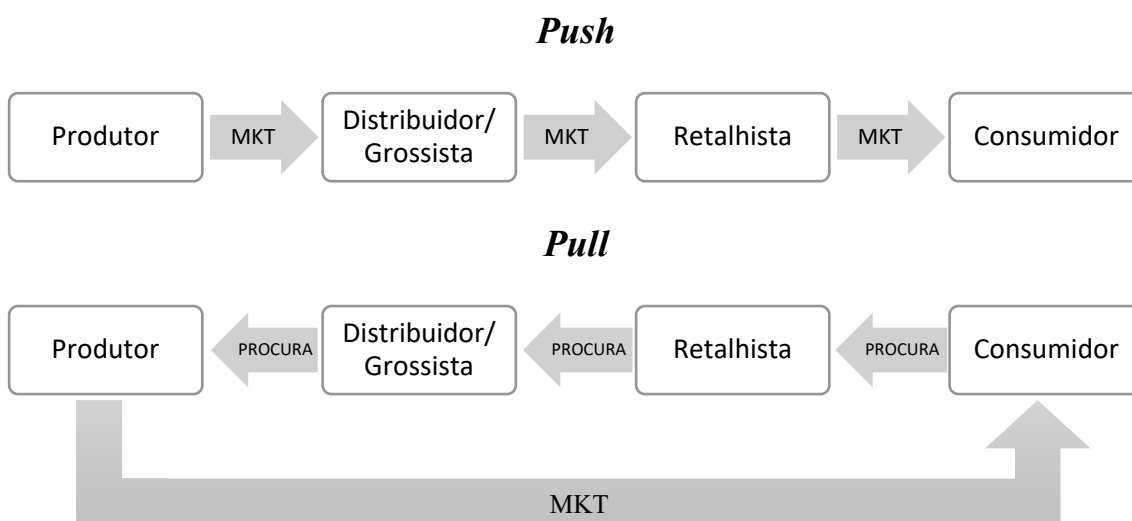 Push
Produtor
MKT
Distribuidor/
Grossista
MKT
Retalhista
MKT
Consumidor
Pull
Produtor
PROCURA
Distribuidor/
Grossista
PROCURA
Retalhista
PROCURA
Consumidor
MKT